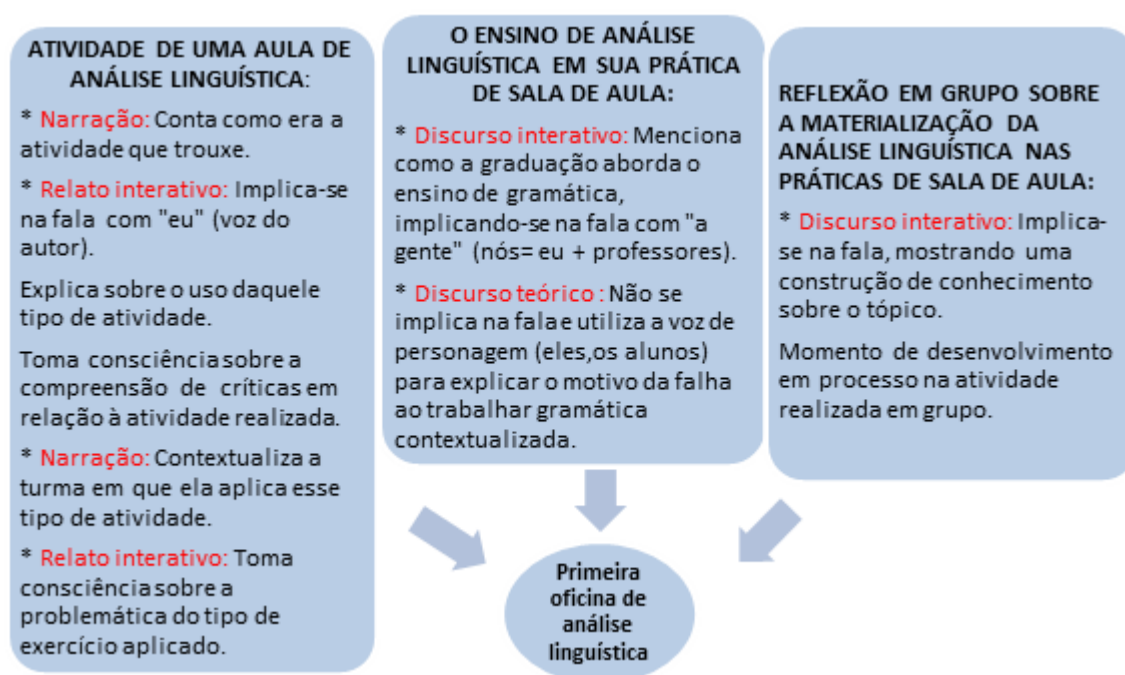 ATIVIDADE DE UMA AULA DE
ANÁLISE LINGUÍSTICA:
* Narração: Conta como era a
atividade que trouxe.
* Relato interativo: Implica-se
na fala com "eu" (voz do
autor).
Explica sobre o uso daquele
tipo de atividade.
Toma consciência sobre a
compreensão de críticas em
relação à atividade realizada.
* Narração: Contextualiza a
turma em que ela aplica esse
tipo de atividade.
* Relato interativo: Toma
consciência sobre a
problemática do tipo de
exercício aplicado.
O ENSINO DE ANÁLISE
LINGUÍSTICA EM SUA PRÁTICA
DE SALA DE AULA:
* Discurso interativo: Menciona
como a graduação aborda o
ensino de gramática,
implicando-se na fala com "a
gente" (nós= eu + professores).
* Discurso teórico : Não se
implica na fala e utiliza a voz de
personagem (eles,os alunos)
para explicar o motivo da falha
ao trabalhar gramática
contextualizada.
REFLEXÃO EM GRUPO SOBRE
A MATERIALIZAÇÃO DA
ANÁLISE LINGUÍSTICA NAS
PRÁTICAS DE SALA DE AULA:
* Discurso interativo: Implica-
se na fala, mostrando uma
construção de conhecimento
sobre o tópico.
Momento de desenvolvimento
em processo na atividade
realizada em grupo.
Primeira
oficina de
análise
linguística